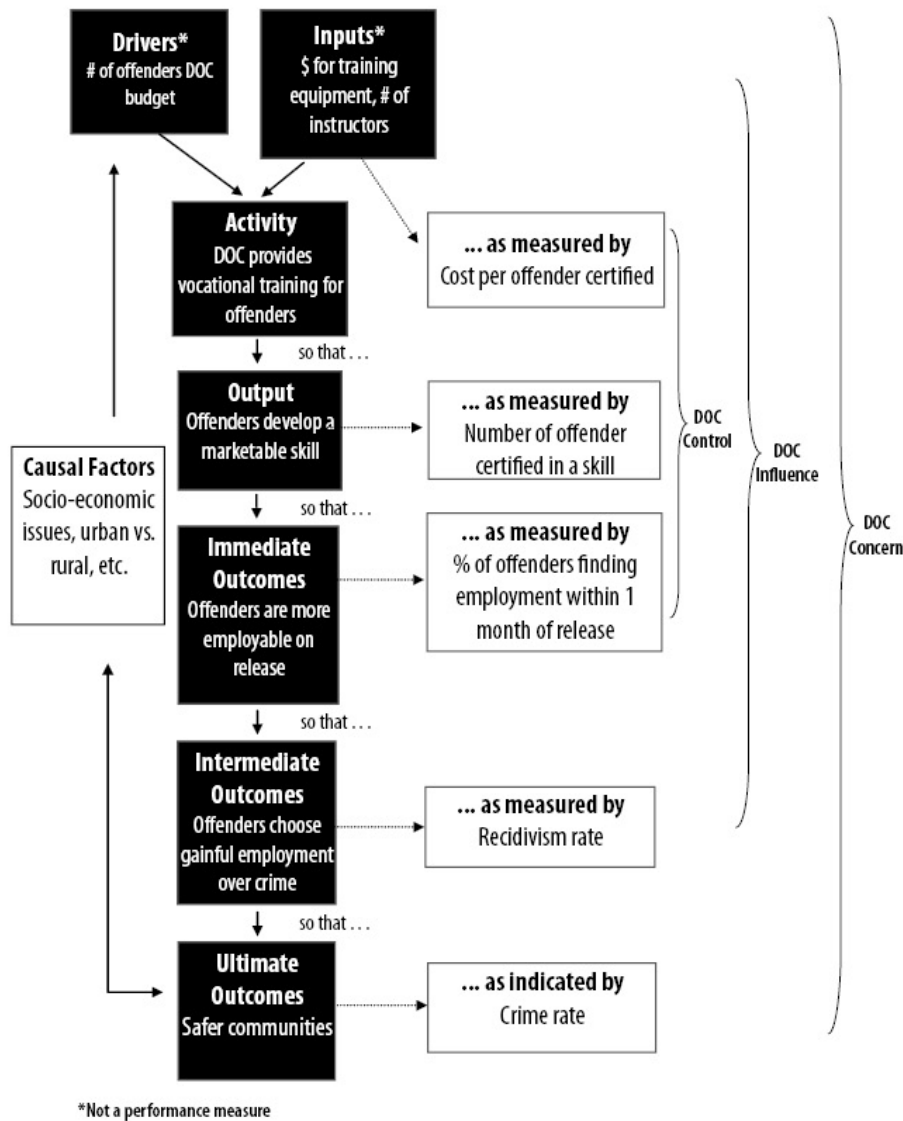 Drivers*
# of offenders DOC
budget
Inputs*
$ for training
equipment, # of
instructors
Activity
DOC provides
vocational training for
offenders
... as measured by
Cost per offender certified
so that . . .
Output
Offenders develop a
marketable skill
... as measured by
Number of offender
certified in a skill
DOC
Control
DOC
Influence
DOC
Concern
Causal Factors
Socio-economic
issues, urban vs.
rural, etc.
so that . . .
Immediate
Outcomes
Offenders are more
employable on
release
... as measured by
% of offenders finding
employment within 1
month of release
so that . . .
Intermediate
Outcomes
Offenders choose
gainful employment
over crime
... as measured by
Recidivism rate
so that . . .
Ultimate
Outcomes
Safer communities
... as indicated by
Crime rate
*Not a performance measure